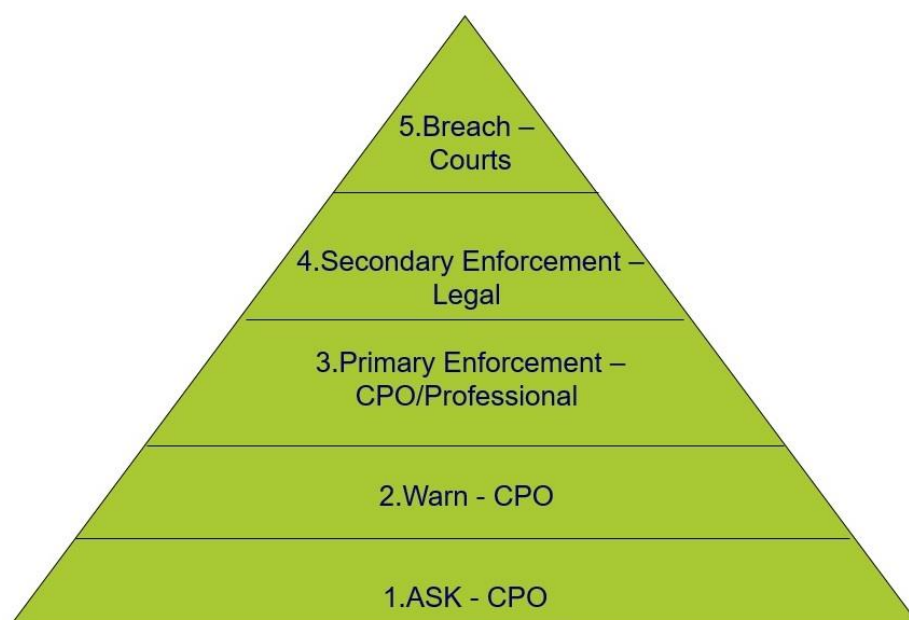 5.Breach –
Courts
4.Secondary Enforcement –
Legal
3.Primary Enforcement –
CPO/Professional
2.Warn - CPO
1.ASK - CPO